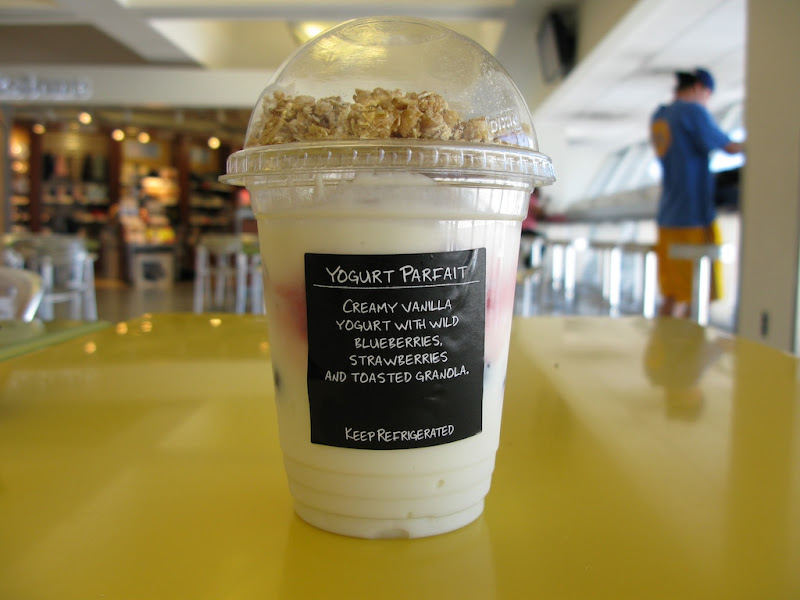 YOGURT PARFAIT
CREAMY VANILLA
YOGURT WITH WILD
BLUEBERRIES,
STRAWBERRIES
AND TOASTED GRANOLA.
KEEP REFRIGERATED